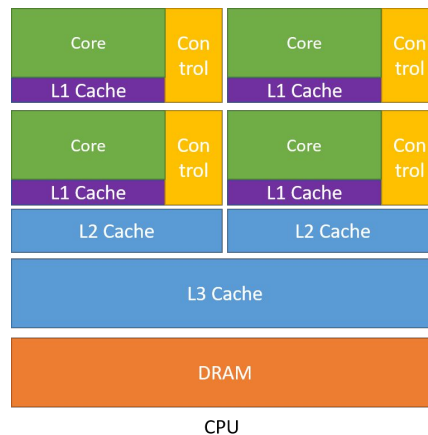 Core
Con
trol
L1 Cache
Core
Con
trol
L1 Cache
Core
Con
trol
L1 Cache
Core
Con
trol
L1 Cache
L2 Cache
L2 Cache
L3 Cache
DRAM
CPU